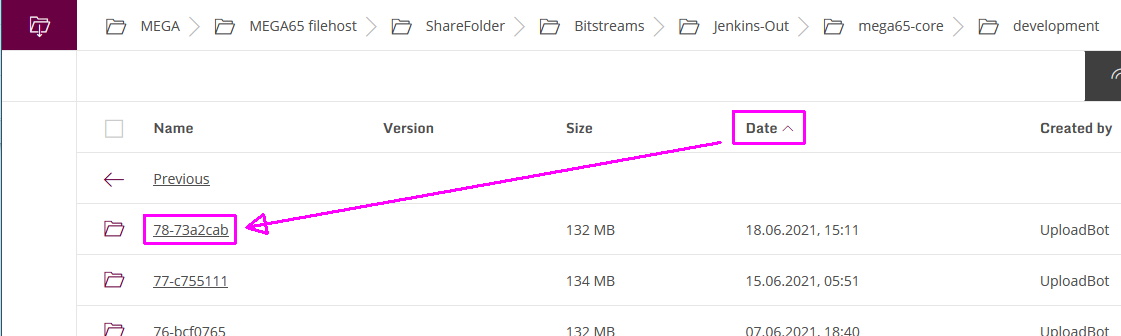 MEGA MEGA65 filehost ShareFolder Bitstreams Jenkins-Out mega65-core development
Name Version Size Date Created by
Previous
78-73a2cab 132 MB 18.06.2021, 15:11 UploadBot
77-c755111 134 MB 15.06.2021, 05:51 UploadBot
76-bcf0765 132 MB 07.06.2021, 18:40 UploadBot